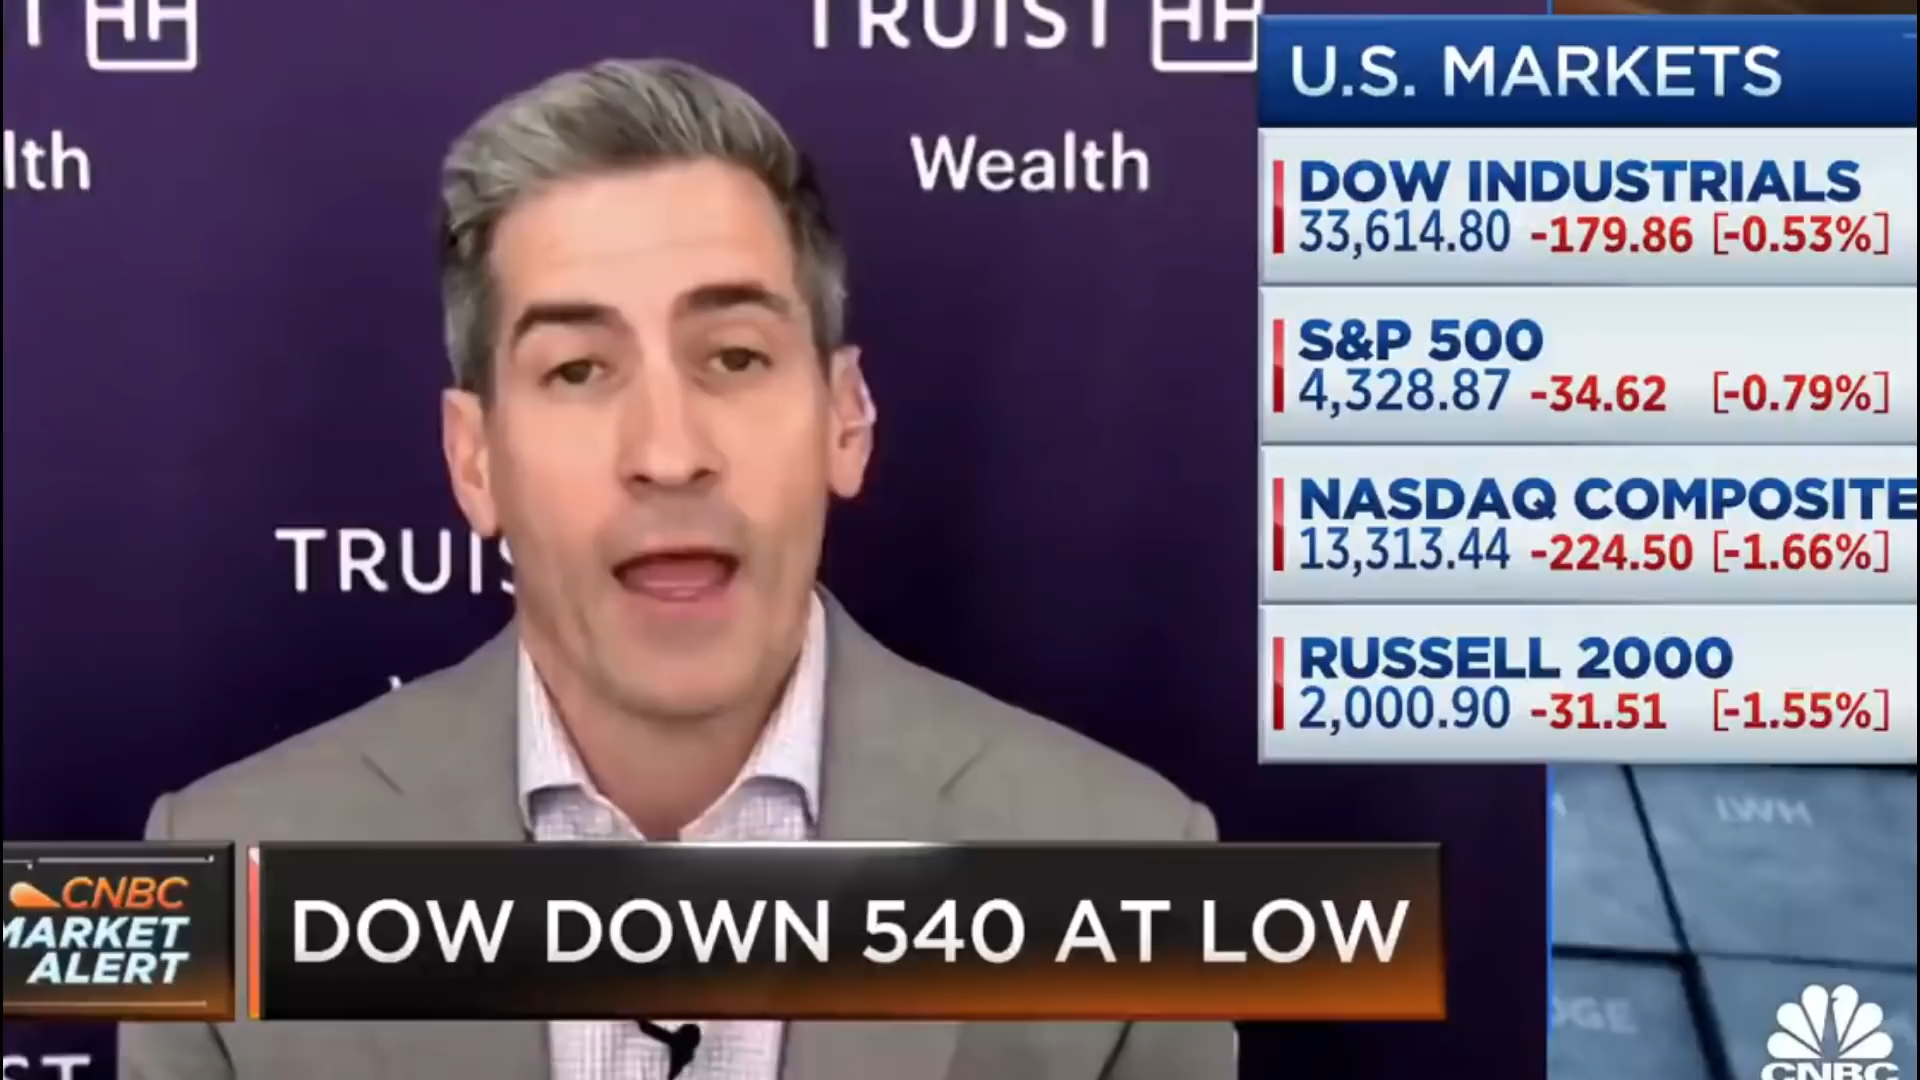 TRUIST
lth
Wealth
TRUIS
U.S. MARKETS
DOW INDUSTRIALS
33,614.80 -179.86 [-0.53%]
S&P 500
4,328.87 -34.62 [-0.79%]
NASDAQ COMPOSITE
13,313.44 -224.50 [-1.66%]
RUSSELL 2000
2,000.90 -31.51 [-1.55%]
CNBC
MARKET
ALERT
DOW DOWN 540 AT LOW
ST
CNBC